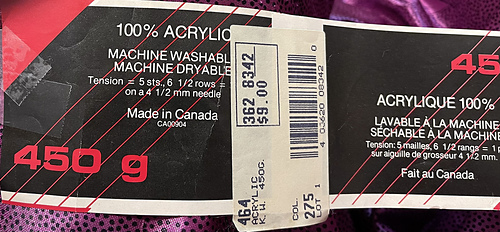 100% ACRYLIC
MACHINE WASHABLE
MACHINE DRYABLE
Tension = 5 sts., 6 1/2 rows =
on a 4 1/2 mm needle
Made in Canada
CA00904
450 g
362 8342
$9.00
0
4 03620 08342
464
ACRYLIC
K.W. 450G.
COL.
275
LOT 1
45
ACRYLIQUE 100%
LAVABLE À LA MACHINE
SÉCHABLE À LA MACHINE
Tension: 5 mailles, 6 1/2 rangs = 1
sur aiguille de grosseur 4 1/2 mm.
Fait au Canada